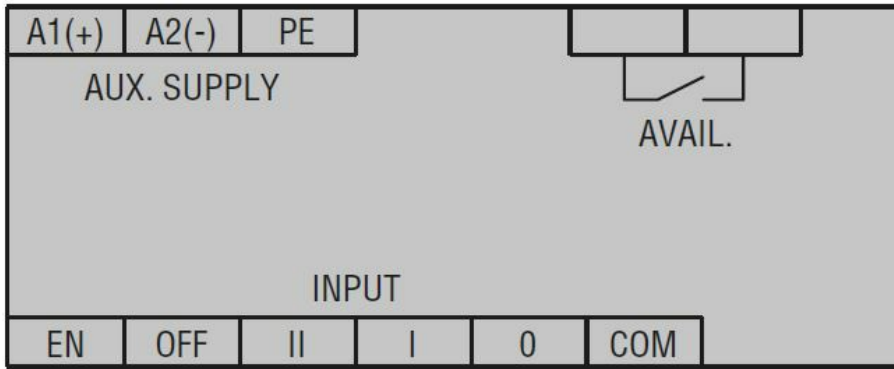 A1(+) A2(-) PE
AUX. SUPPLY
AVAIL.
INPUT
EN OFF II I 0 COM